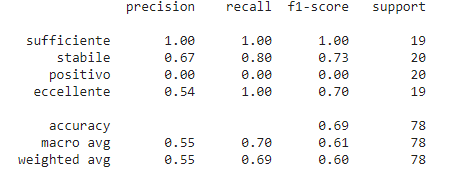 precision recall f1-score support
sufficiente 1.00 1.00 1.00 19
stabile 0.67 0.80 0.73 20
positivo 0.00 0.00 0.00 20
eccellente 0.54 1.00 0.70 19
accuracy 0.69 78
macro avg 0.55 0.70 0.61 78
weighted avg 0.55 0.69 0.60 78